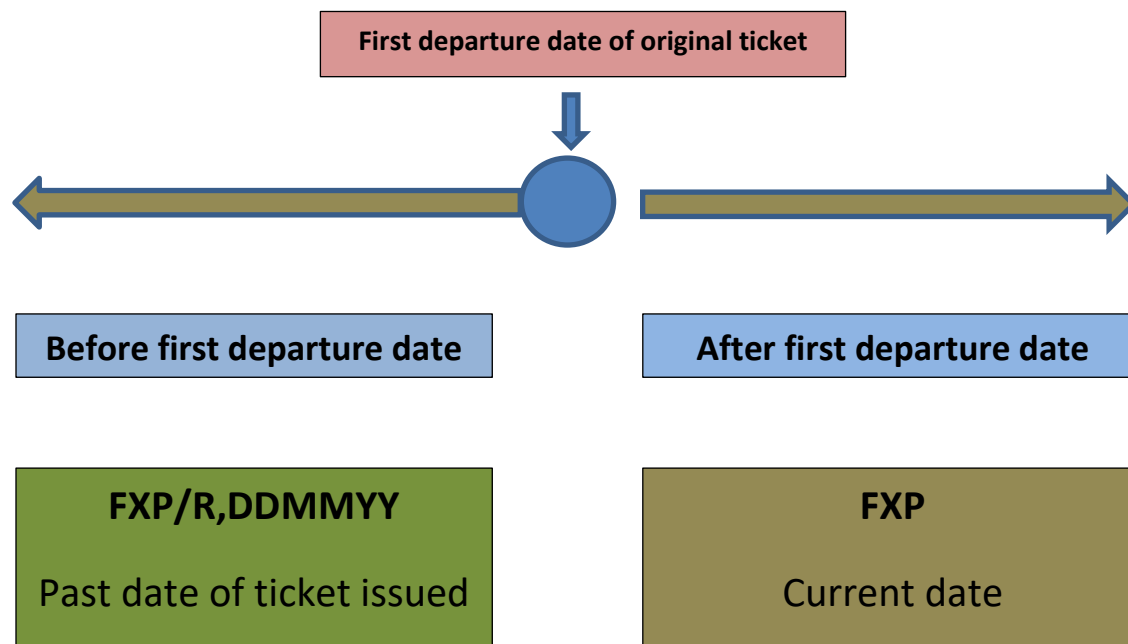 First departure date of original ticket
Before first departure date
After first departure date
FXP/R,DDMMYY
Past date of ticket issued
FXP
Current date